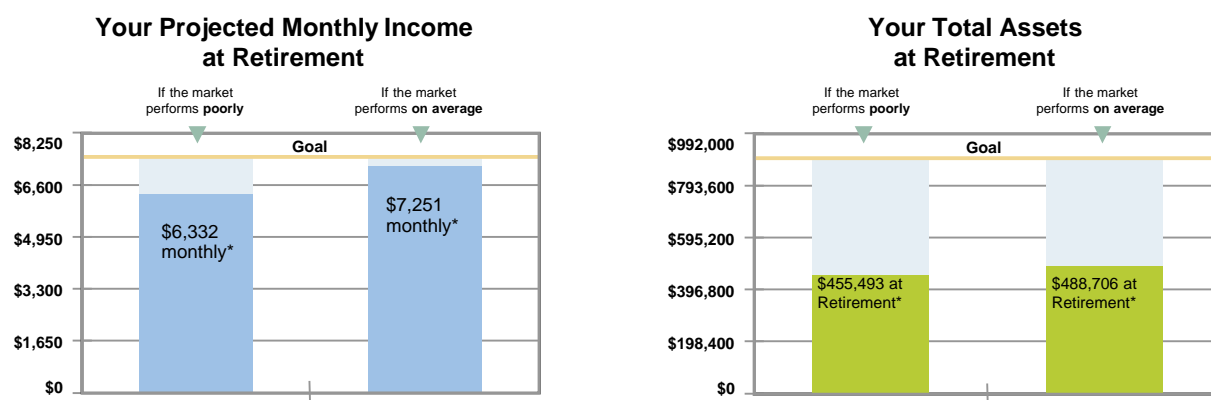 Your Projected Monthly Income
at Retirement
If the market
performs poorly
If the market
performs on average
$8,250
Goal
$6,600
$4,950
$3,300
$1,650
$0
$6,332
monthly*
$7,251
monthly*
Your Total Assets
at Retirement
If the market
performs poorly
If the market
performs on average
$992,000
Goal
$793,600
$595,200
$396,800
$198,400
$0
$455,493 at
Retirement*
$488,706 at
Retirement*